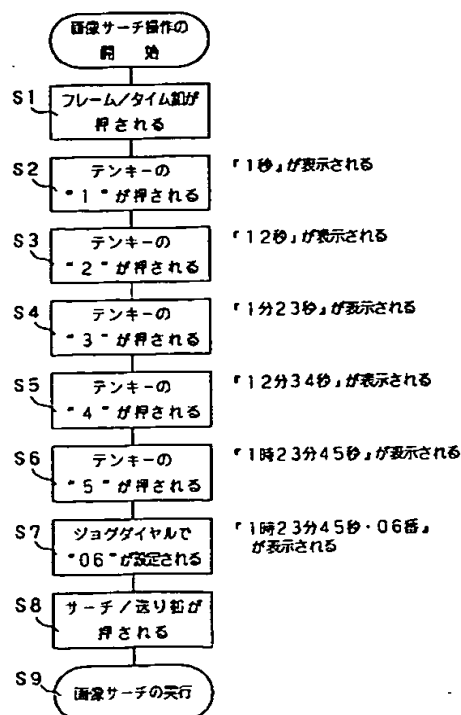 画像サーチ操作の
開 始
S1
フレーム/タイム釦が
押される
S2
テンキーの
"1"が押される
『1秒』が表示される
S3
テンキーの
"2"が押される
『12秒』が表示される
S4
テンキーの
"3"が押される
『1分23秒』が表示される
S5
テンキーの
"4"が押される
『12分34秒』が表示される
S6
テンキーの
"5"が押される
『1時23分45秒』が表示される
S7
ジョグダイヤルで
"06"が設定される
『1時23分45秒・06番』
が表示される
S8
サーチ/送り釦が
押される
S9
画像サーチの実行